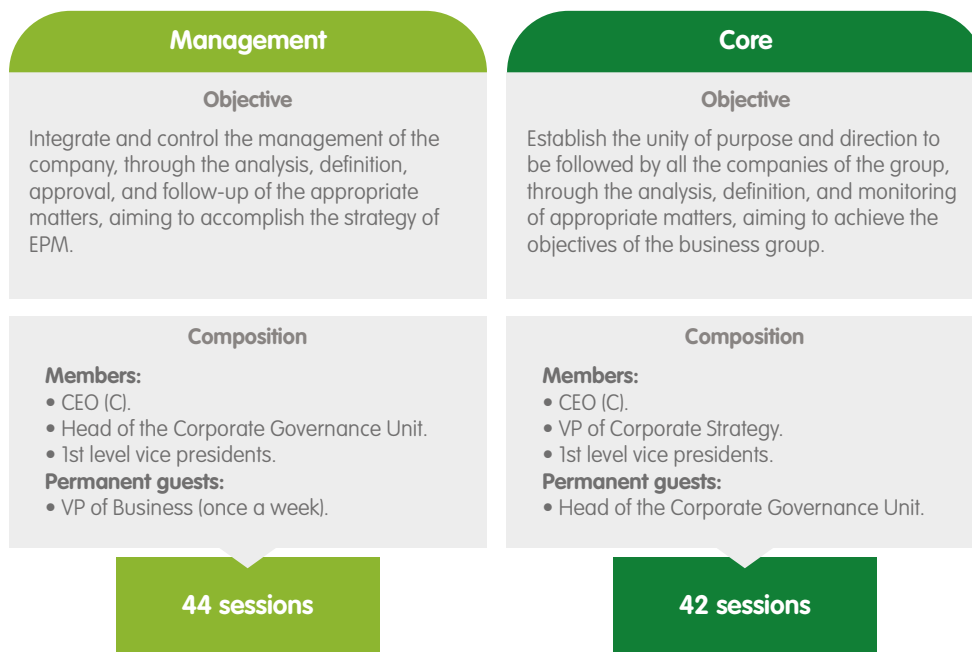 Management
Objective
Integrate and control the management of the
company, through the analysis, definition,
approval, and follow-up of the appropriate
matters, aiming to accomplish the strategy of
EPM.
Composition
Members:
• CEO (C).
• Head of the Corporate Governance Unit.
• 1st level vice presidents.
Permanent guests:
• VP of Business (once a week).
44 sessions
Core
Objective
Establish the unity of purpose and direction to
be followed by all the companies of the group,
through the analysis, definition, and monitoring
of appropriate matters, aiming to achieve the
objectives of the business group.
Composition
Members:
• CEO (C).
• VP of Corporate Strategy.
• 1st level vice presidents.
Permanent guests:
• Head of the Corporate Governance Unit.
42 sessions